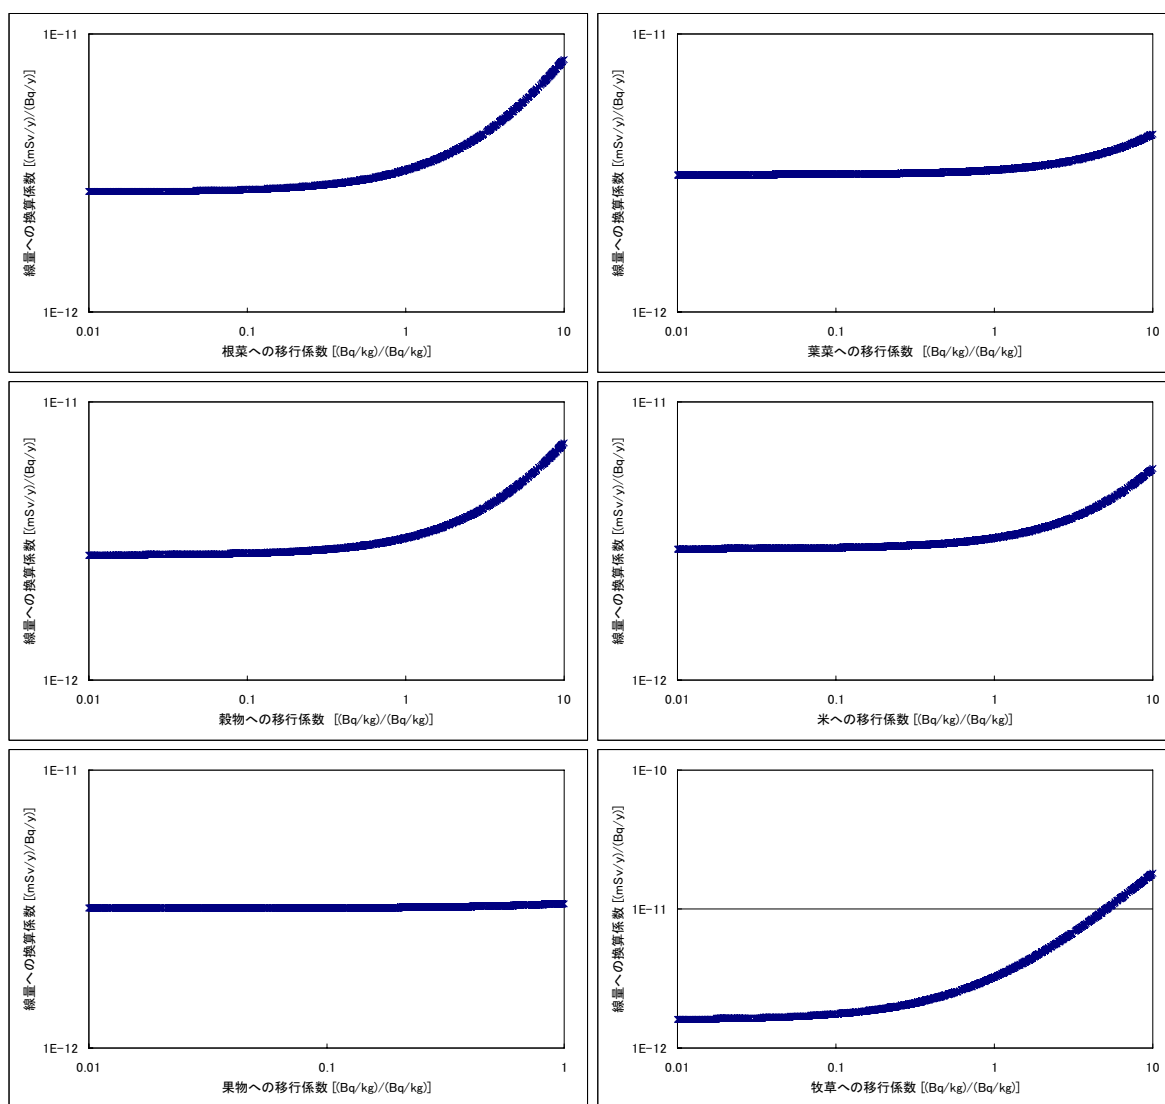 線量への換算係数 [(mSv/y)/(Bq/y)]
1E-11
1E-12
0.01 0.1 1 10
根菜への移行係数 [(Bq/kg)/(Bq/kg)]
線量への換算係数 [(mSv/y)/(Bq/y)]
1E-11
1E-12
0.01 0.1 1 10
葉菜への移行係数 [(Bq/kg)/(Bq/kg)]
線量への換算係数 [(mSv/y)/(Bq/y)]
1E-11
1E-12
0.01 0.1 1 10
穀物への移行係数 [(Bq/kg)/(Bq/kg)]
線量への換算係数 [(mSv/y)/(Bq/y)]
1E-11
1E-12
0.01 0.1 1 10
米への移行係数 [(Bq/kg)/(Bq/kg)]
線量への換算係数 [(mSv/y)/Bq/y)]
1E-11
1E-12
0.01 0.1 1
果物への移行係数 [(Bq/kg)/(Bq/kg)]
線量への換算係数 [(mSv/y)/(Bq/y)]
1E-10
1E-11
1E-12
0.01 0.1 1 10
牧草への移行係数 [(Bq/kg)/(Bq/kg)]